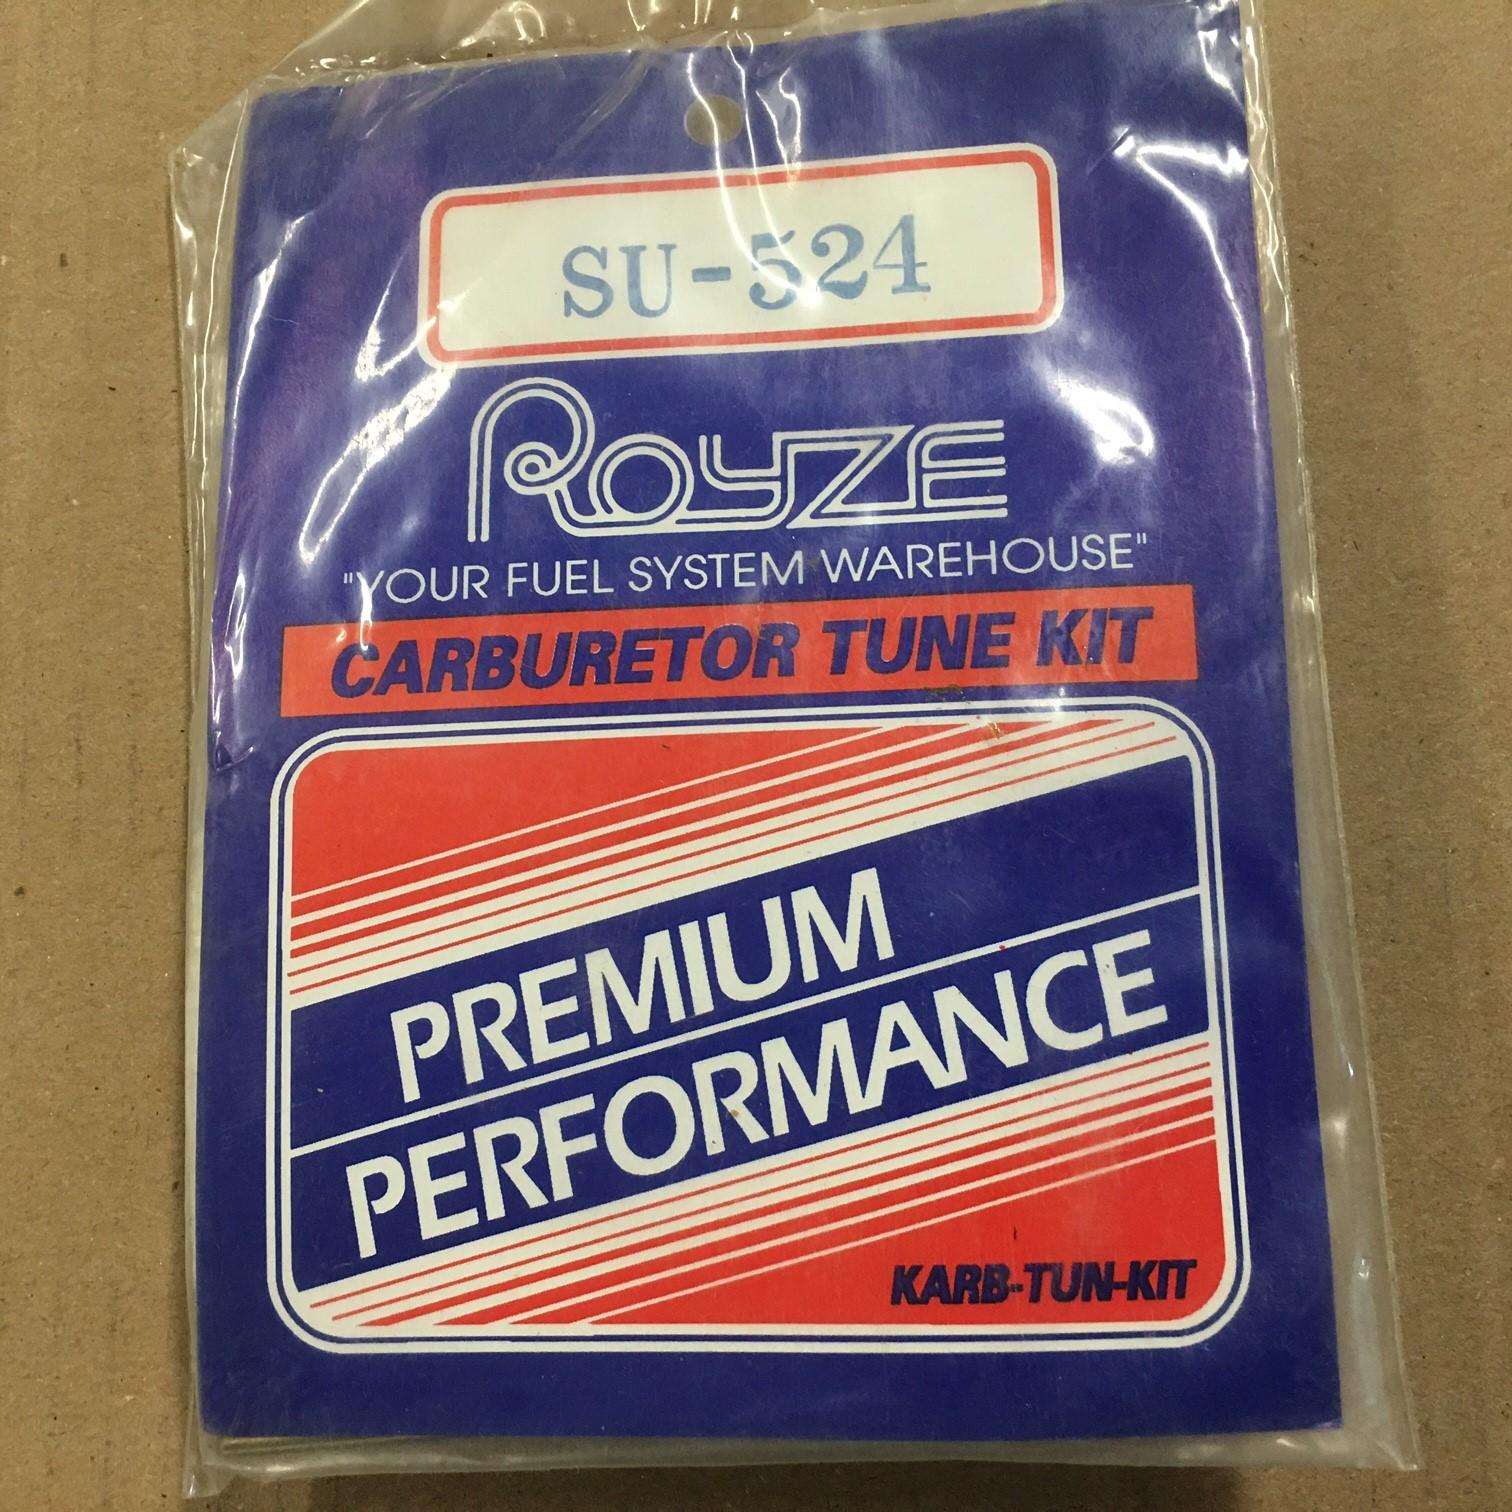 SU-524
ROYZE
"YOUR FUEL SYSTEM WAREHOUSE"
CARBURETOR TUNE KIT
PREMIUM
PERFORMANCE
KARB-TUN-KIT